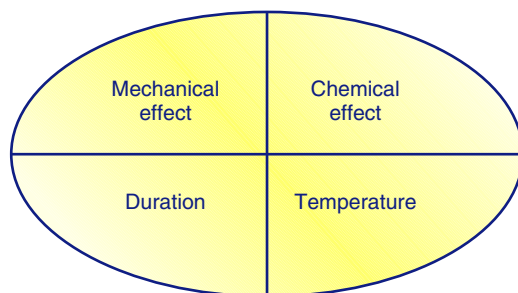 Mechanical
effect
Chemical
effect
Duration
Temperature